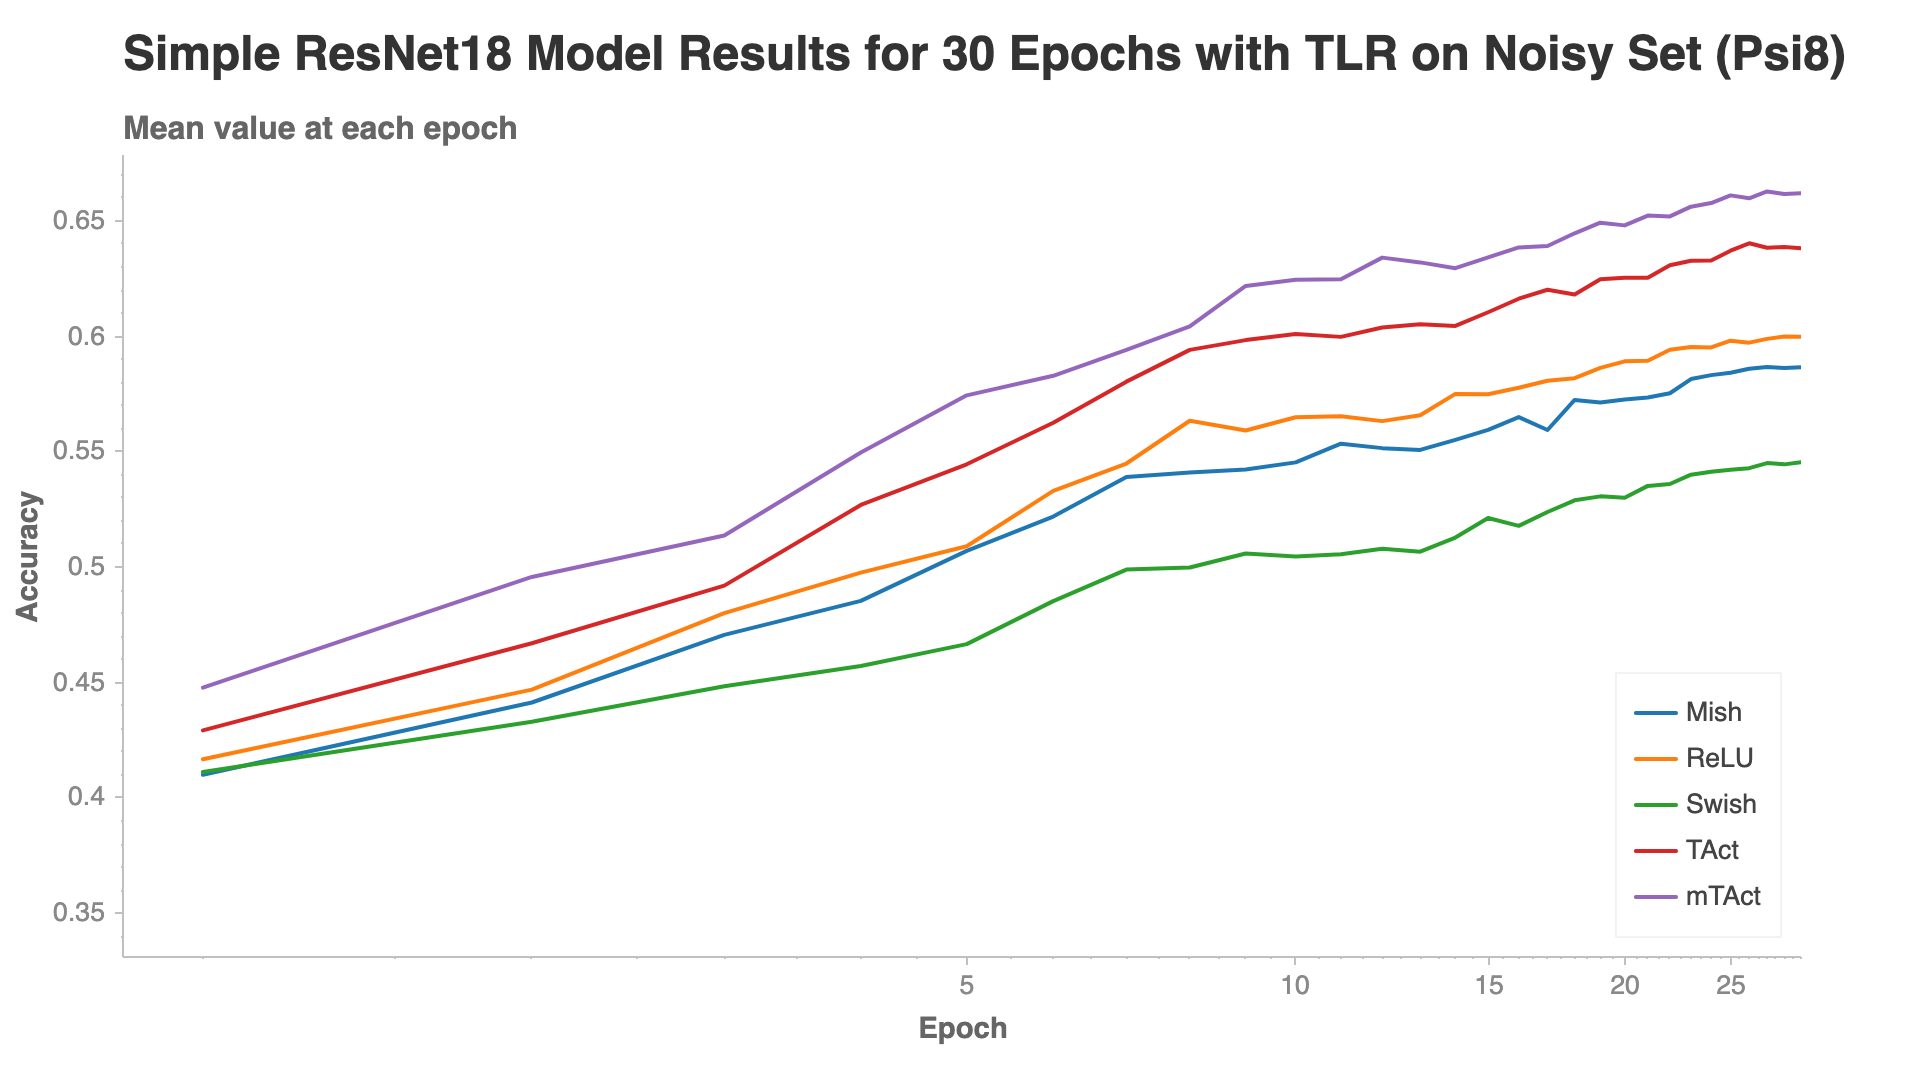 Simple ResNet18 Model Results for 30 Epochs with TLR on Noisy Set (Psi8)
Mean value at each epoch
0.65
0.6
0.55
0.5
0.45
0.4
0.35
Accuracy
Mish
ReLU
Swish
TAct
mTAct
5 10 15 20 25
Epoch